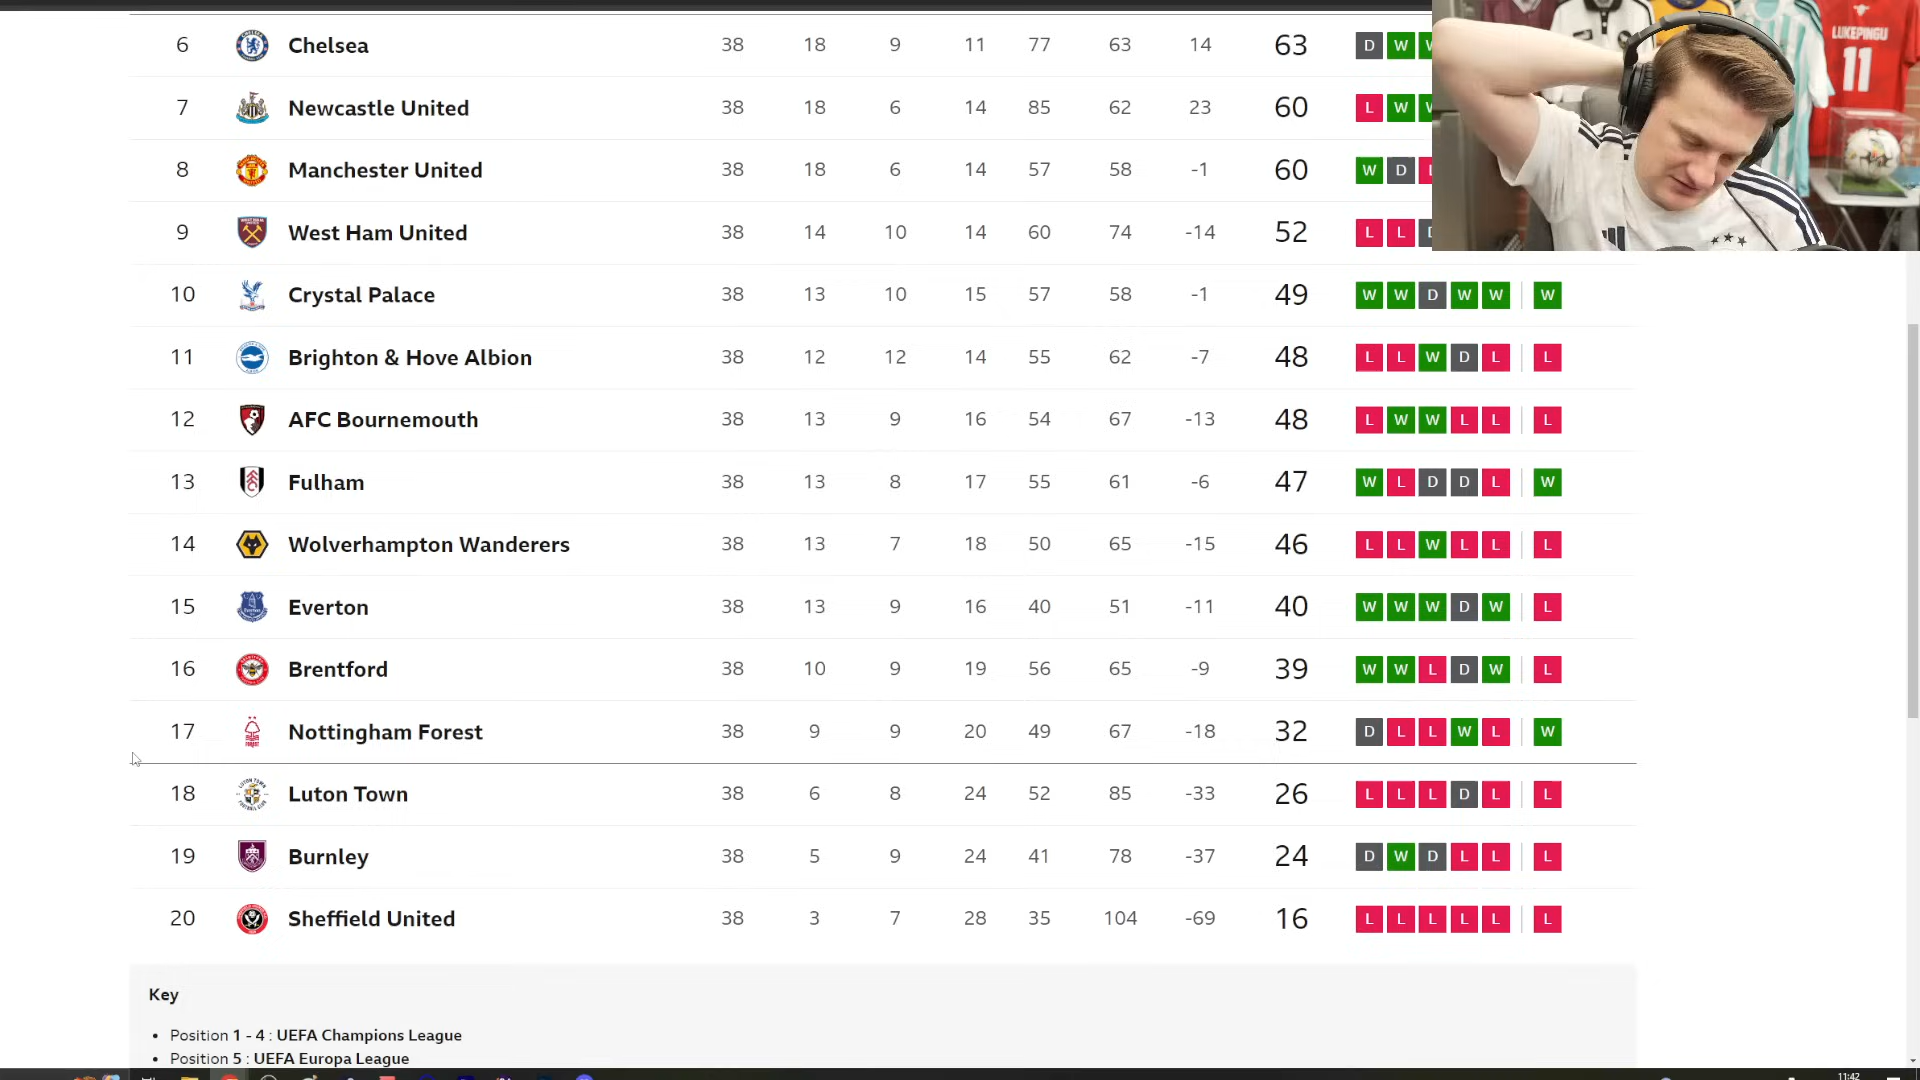 6 Chelsea 38 18 9 11 77 63 14 63 D W
7 Newcastle United 38 18 6 14 85 62 23 60 L W
8 Manchester United 38 18 6 14 57 58 -1 60 W D
9 West Ham United 38 14 10 14 60 74 -14 52 L L
LUKEPINGU
11
10 Crystal Palace 38 13 10 15 57 58 -1 49 W W D W W W
11 Brighton & Hove Albion 38 12 12 14 55 62 -7 48 L L W D L L
12 AFC Bournemouth 38 13 9 16 54 67 -13 48 L W W L L L
13 Fulham 38 13 8 17 55 61 -6 47 W L D D L W
14 Wolverhampton Wanderers 38 13 7 18 50 65 -15 46 L L W L L L
15 Everton 38 13 9 16 40 51 -11 40 W W W D W L
16 Brentford 38 10 9 19 56 65 -9 39 W W L D W L
17 Nottingham Forest 38 9 9 20 49 67 -18 32 D L L W L W
18 Luton Town 38 6 8 24 52 85 -33 26 L L L D L L
19 Burnley 38 5 9 24 41 78 -37 24 D W D L L L
20 Sheffield United 38 3 7 28 35 104 -69 16 L L L L L L
Key
• Position 1 - 4 : UEFA Champions League
• Position 5 : UEFA Europa League
11:42